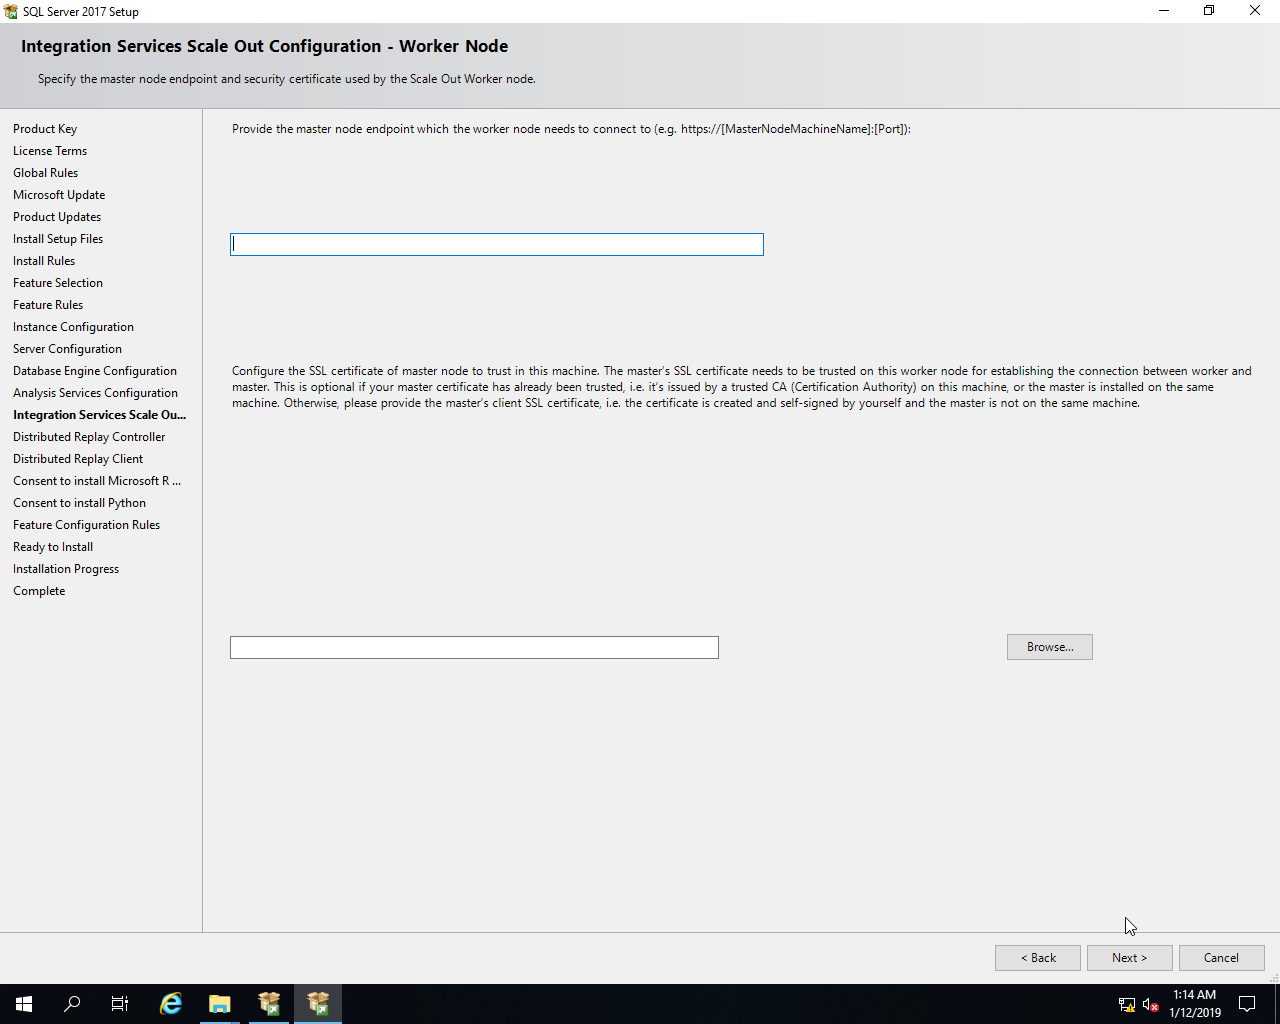 SQL Server 2017 Setup
Integration Services Scale Out Configuration - Worker Node
Specify the master node endpoint and security certificate used by the Scale Out Worker node.
Product Key
License Terms
Global Rules
Microsoft Update
Product Updates
Install Setup Files
Install Rules
Feature Selection
Feature Rules
Instance Configuration
Server Configuration
Database Engine Configuration
Analysis Services Configuration
Integration Services Scale Ou...
Distributed Replay Controller
Distributed Replay Client
Consent to install Microsoft R ...
Consent to install Python
Feature Configuration Rules
Ready to Install
Installation Progress
Complete
Provide the master node endpoint which the worker node needs to connect to (e.g. https://[MasterNodeMachineName]:[Port]):
Configure the SSL certificate of master node to trust in this machine. The master's SSL certificate needs to be trusted on this worker node for establishing the connection between worker and
master. This is optional if your master certificate has already been trusted, i.e. it's issued by a trusted CA (Certification Authority) on this machine, or the master is installed on the same
machine. Otherwise, please provide the master's client SSL certificate, i.e. the certificate is created and self-signed by yourself and the master is not on the same machine.
Browse...
< Back
Next >
Cancel
1:14 AM
1/12/2019